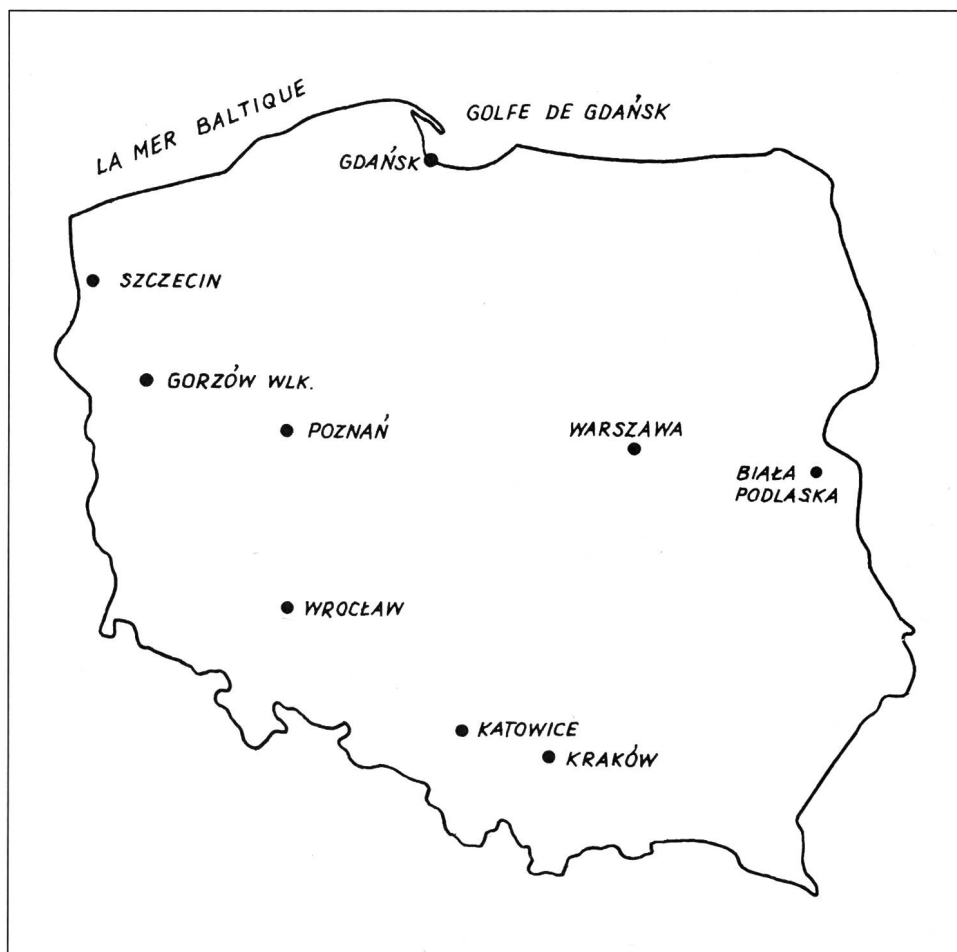 LA MER BALTIQUE
GOLFE DE GDAŃSK
GDAŃSK
SZCZECIN
GORZÓW WLK.
POZNAŃ
WARSZAWA
BIAŁA
PODLASKA
WROCŁAW
KATOWICE
KRAKÓW